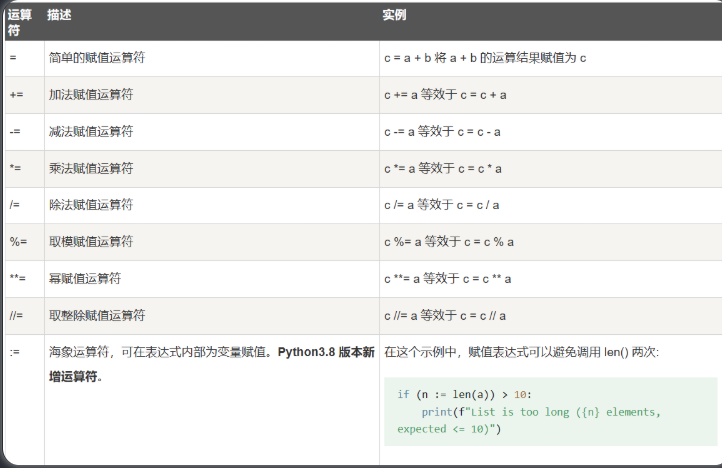 运算符 描述 实例
= 简单的赋值运算符 c = a + b 将 a + b 的运算结果赋值为 c
+= 加法赋值运算符 c += a 等效于 c = c + a
-= 减法赋值运算符 c -= a 等效于 c = c - a
*= 乘法赋值运算符 c *= a 等效于 c = c * a
/= 除法赋值运算符 c /= a 等效于 c = c / a
%= 取模赋值运算符 c %= a 等效于 c = c % a
**= 幂赋值运算符 c **= a 等效于 c = c ** a
//= 取整除赋值运算符 c //= a 等效于 c = c // a
:= 海象运算符，可在表达式内部为变量赋值。Python3.8 版本新
增运算符。
在这个示例中，赋值表达式可以避免调用 len() 两次:
if (n := len(a)) > 10:
    print(f"List is too long ({n} elements,
expected <= 10)")